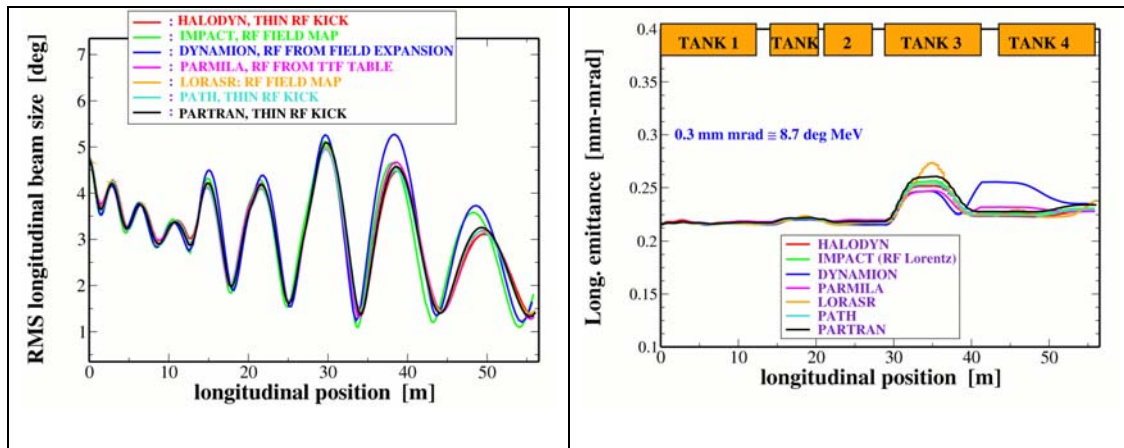 : HALODYN, THIN RF KICK
: IMPACT, RF FIELD MAP
: DYNAMION, RF FROM FIELD EXPANSION
: PARMILA, RF FROM TTF TABLE
: LORASR: RF FIELD MAP
: PATH, THIN RF KICK
: PARTRAN, THIN RF KICK
RMS longitudinal beam size [deg]
7
6
5
4
3
2
1
0 10 20 30 40 50
longitudinal position [m]
TANK 1 TANK 2 TANK 3 TANK 4
0.3 mm mrad ≅ 8.7 deg MeV
Long. emittance [mm-mrad]
0.4
0.35
0.3
0.25
0.2
0.15
0.1
HALODYN
IMPACT (RF Lorentz)
DYNAMION
PARMILA
LORASR
PATH
PARTRAN
0 10 20 30 40 50
longitudinal position [m]